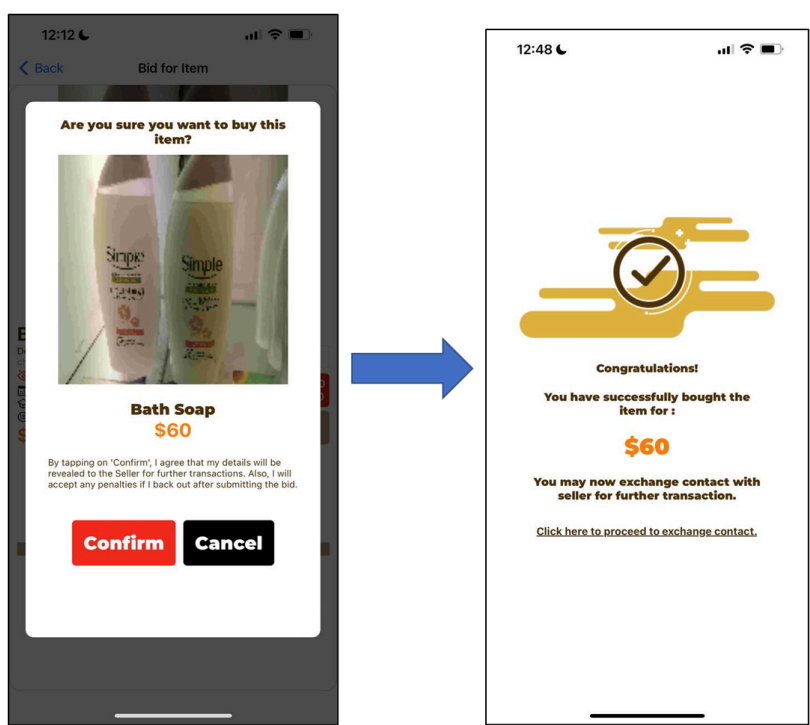 12:12
Back
Bid for Item
Are you sure you want to buy this
item?
Simple
Simple
Bath Soap
$60
By tapping on 'Confirm', I agree that my details will be
revealed to the Seller for further transactions. Also, I will
accept any penalties if I back out after submitting the bid.
Confirm
Cancel
12:48
Congratulations!
You have successfully bought the
item for :
$60
You may now exchange contact with
seller for further transaction.
Click here to proceed to exchange contact.